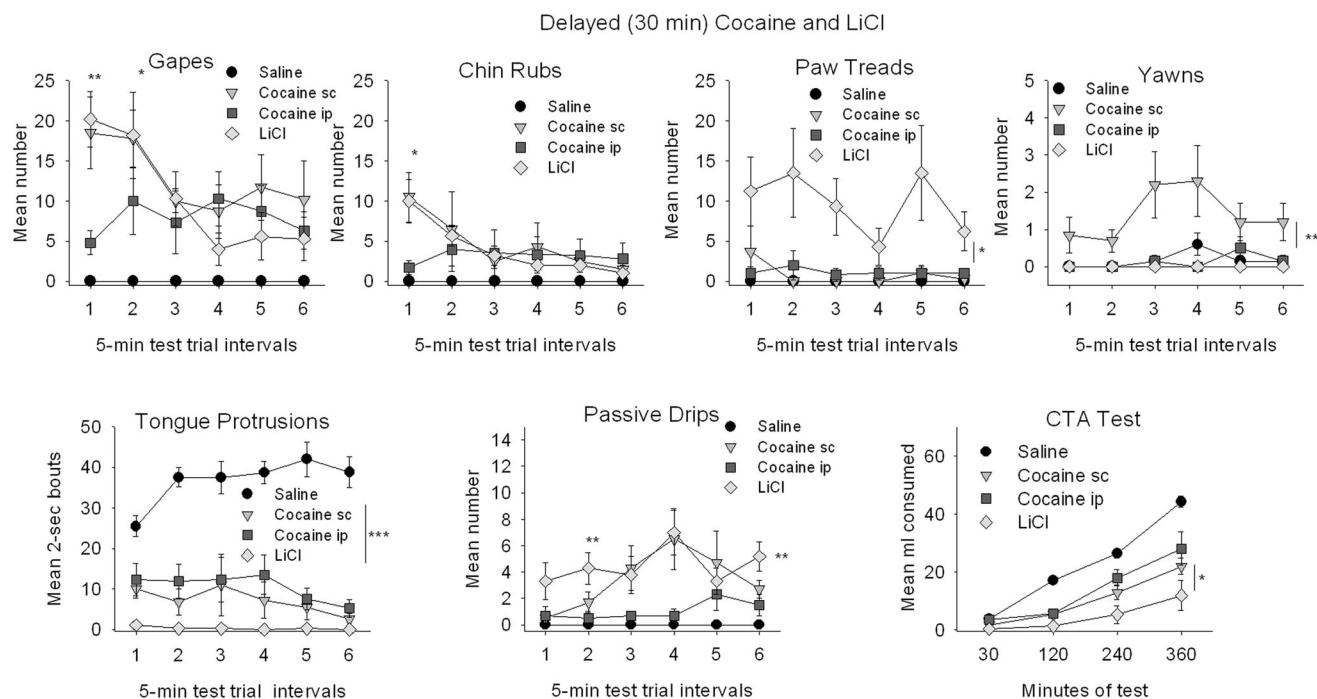 Delayed (30 min) Cocaine and LiCl
Gapes
**
*
Saline
Cocaine sc
Cocaine ip
LiCl
Mean number
25
20
15
10
5
0
1 2 3 4 5 6
5-min test trial intervals
Chin Rubs
*
Saline
Cocaine sc
Cocaine ip
LiCl
Mean number
25
20
15
10
5
0
1 2 3 4 5 6
5-min test trial intervals
Paw Treads
Saline
Cocaine sc
Cocaine ip
LiCl
*
Mean number
25
20
15
10
5
0
1 2 3 4 5 6
5-min test trial intervals
Yawns
Saline
Cocaine sc
Cocaine ip
LiCl
**
Mean number
5
4
3
2
1
0
1 2 3 4 5 6
5-min test trial intervals
Tongue Protrusions
Saline
Cocaine sc
Cocaine ip
LiCl
***
Mean 2-sec bouts
50
40
30
20
10
0
1 2 3 4 5 6
5-min test trial intervals
Passive Drips
Saline
Cocaine sc
Cocaine ip
LiCl
**
**
Mean number
14
12
10
8
6
4
2
0
1 2 3 4 5 6
5-min test trial intervals
CTA Test
Saline
Cocaine sc
Cocaine ip
LiCl
*
Mean ml consumed
60
40
20
0
30 120 240 360
Minutes of test